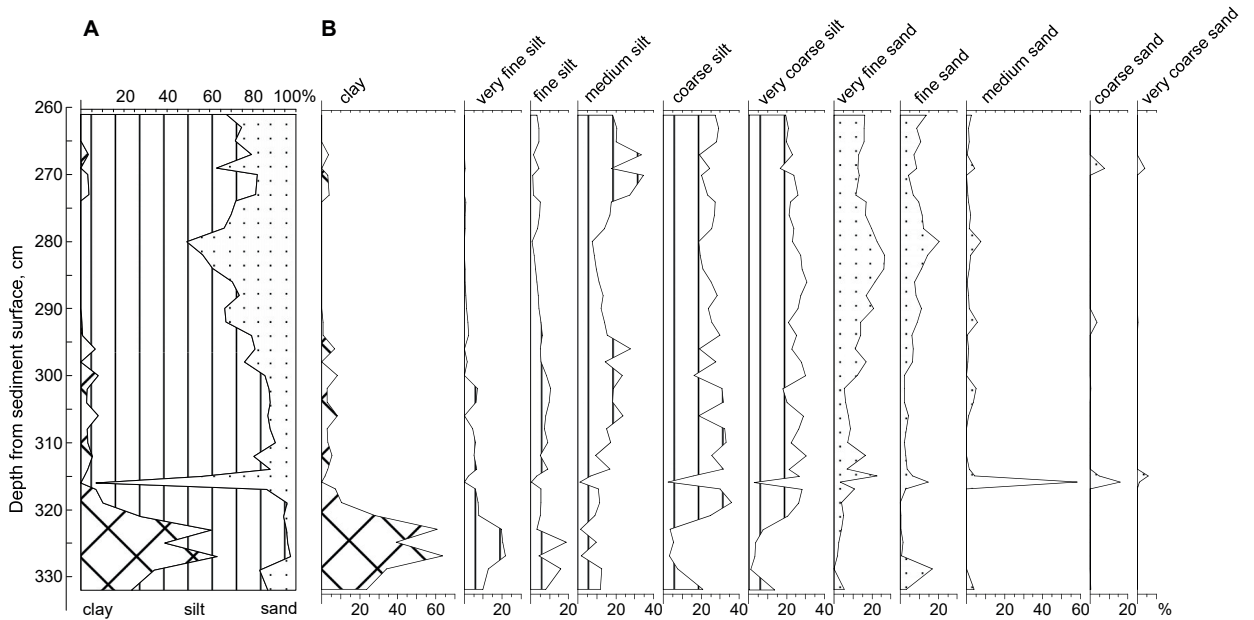 A
B
clay
very fine silt
fine silt
medium silt
coarse silt
very coarse silt
very fine sand
fine sand
medium sand
coarse sand
very coarse sand
20 40 60 80 100%
Depth from sediment surface, cm
260
270
280
290
300
310
320
330
clay silt sand
20 40 60 20 20 20 40 20 40 20 40 20 20 20 40 60 20 %